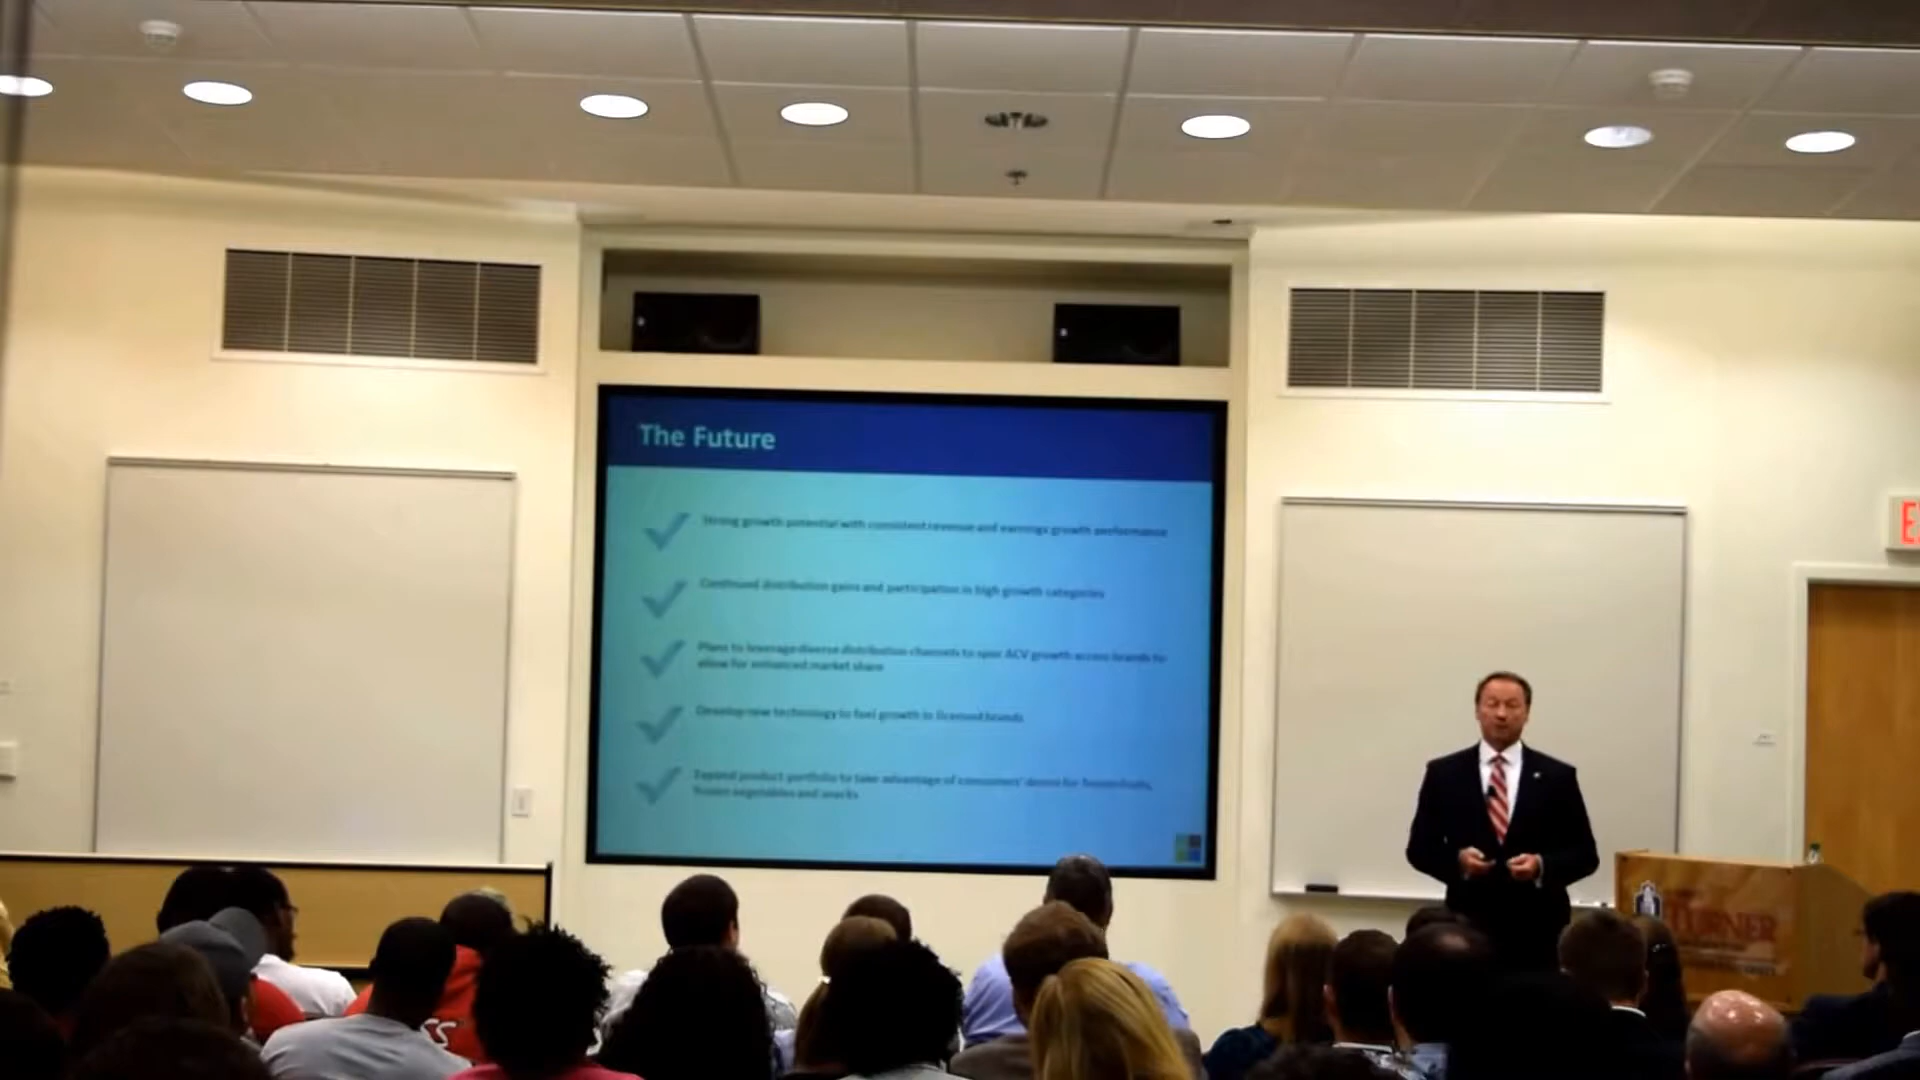 The Future
Strong growth potential with consistent revenue and earnings growth performance
Continued distribution gains and participation in high growth categories
Plans to leverage diverse distribution channels to spur ACV growth across brands to
allow for enhanced market share
Develop new technology to fuel growth in licensed brands
Expand product portfolio to take advantage of consumers' desire for
frozen vegetables and snacks
E
TURNER